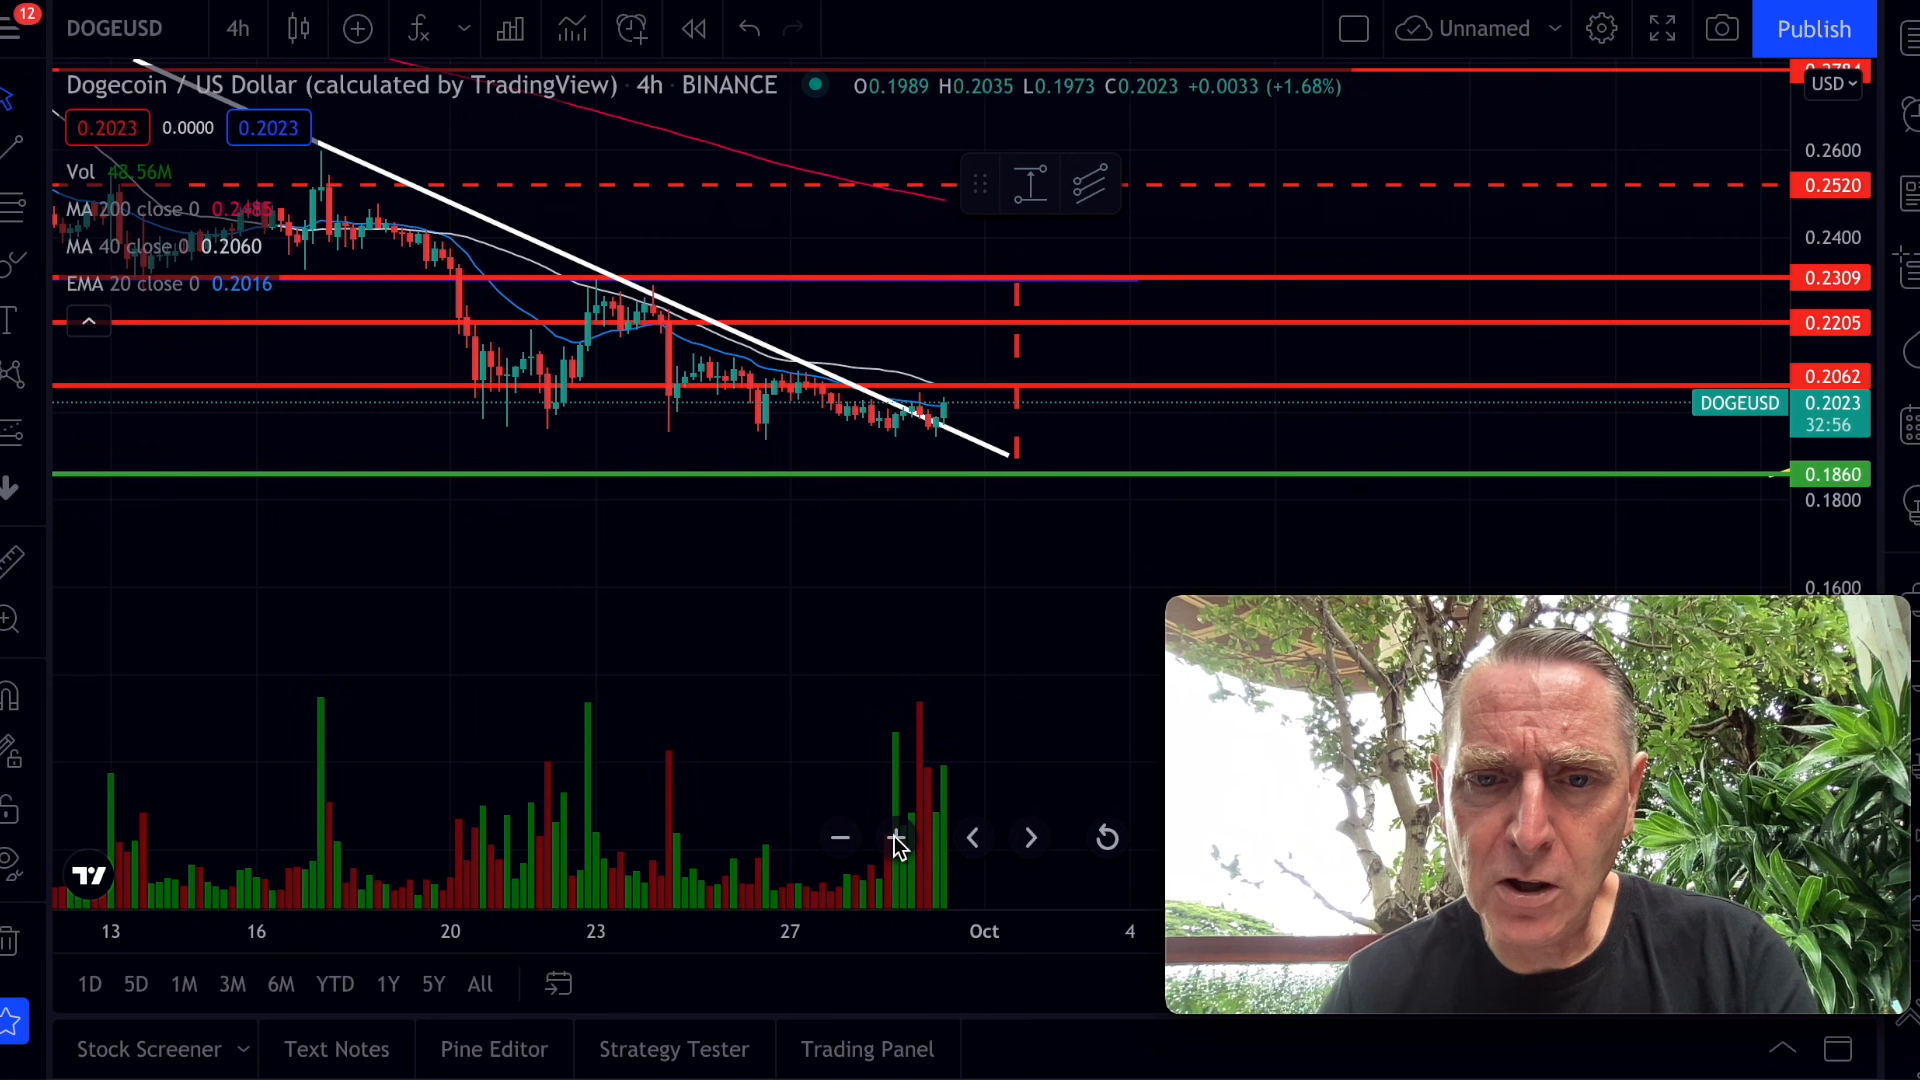 12
DOGEUSD 4h Unnamed Publish
Dogecoin / US Dollar (calculated by TradingView) · 4h · BINANCE O0.1989 H0.2035 L0.1973 C0.2023 +0.0033 (+1.68%)
0.2784
USD
0.2023 0.0000 0.2023
0.2600
Vol 48.56M
0.2520
MA 200 close 0 0.2485
0.2400
MA 40 close 0 0.2060
0.2309
EMA 20 close 0 0.2016
0.2205
0.2062
DOGEUSD 0.2023
32:56
0.1860
0.1800
0.1600
13 16 20 23 27 Oct 4
1D 5D 1M 3M 6M YTD 1Y 5Y All
Stock Screener Text Notes Pine Editor Strategy Tester Trading Panel